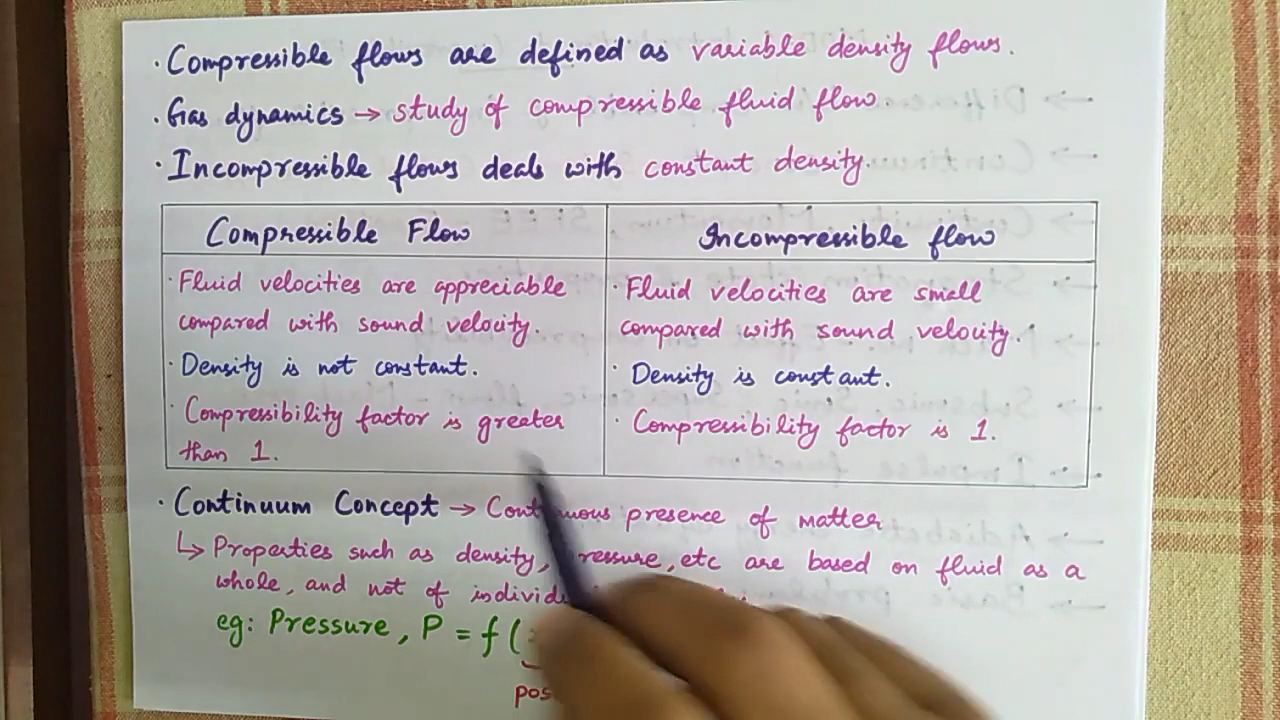 · Compressible flows are defined as variable density flows.
· Gas dynamics → study of compressible fluid flow
· Incompressible flows deals with constant density.
Compressible Flow
· Fluid velocities are appreciable
compared with sound velocity.
· Density is not constant.
· Compressibility factor is greater
than 1.
Incompressible flow
· Fluid velocities are small
compared with sound velocity.
· Density is constant.
· Compressibility factor is 1.
· Continuum Concept → Continuous presence of matter
↳ Properties such as density, pressure, etc are based on fluid as a
whole, and not of
eg: Pressure, P = f (